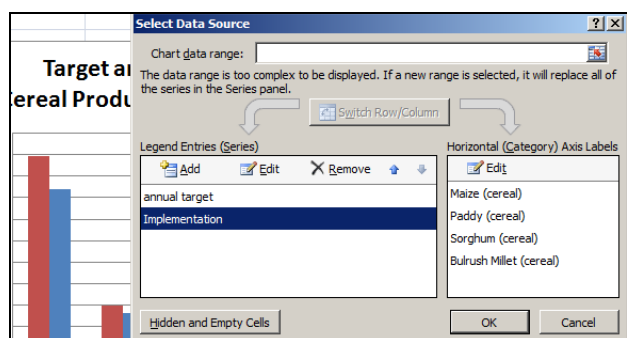 Select Data Source
Target a
Cereal Produ
Chart data range:
The data range is too complex to be displayed. If a new range is selected, it will replace all of
the series in the Series panel.
Switch Row/Column
Legend Entries (Series)
Add Edit Remove
annual target
Implementation
Horizontal (Category) Axis Labels
Edit
Maize (cereal)
Paddy (cereal)
Sorghum (cereal)
Bulrush Millet (cereal)
Hidden and Empty Cells
OK Cancel